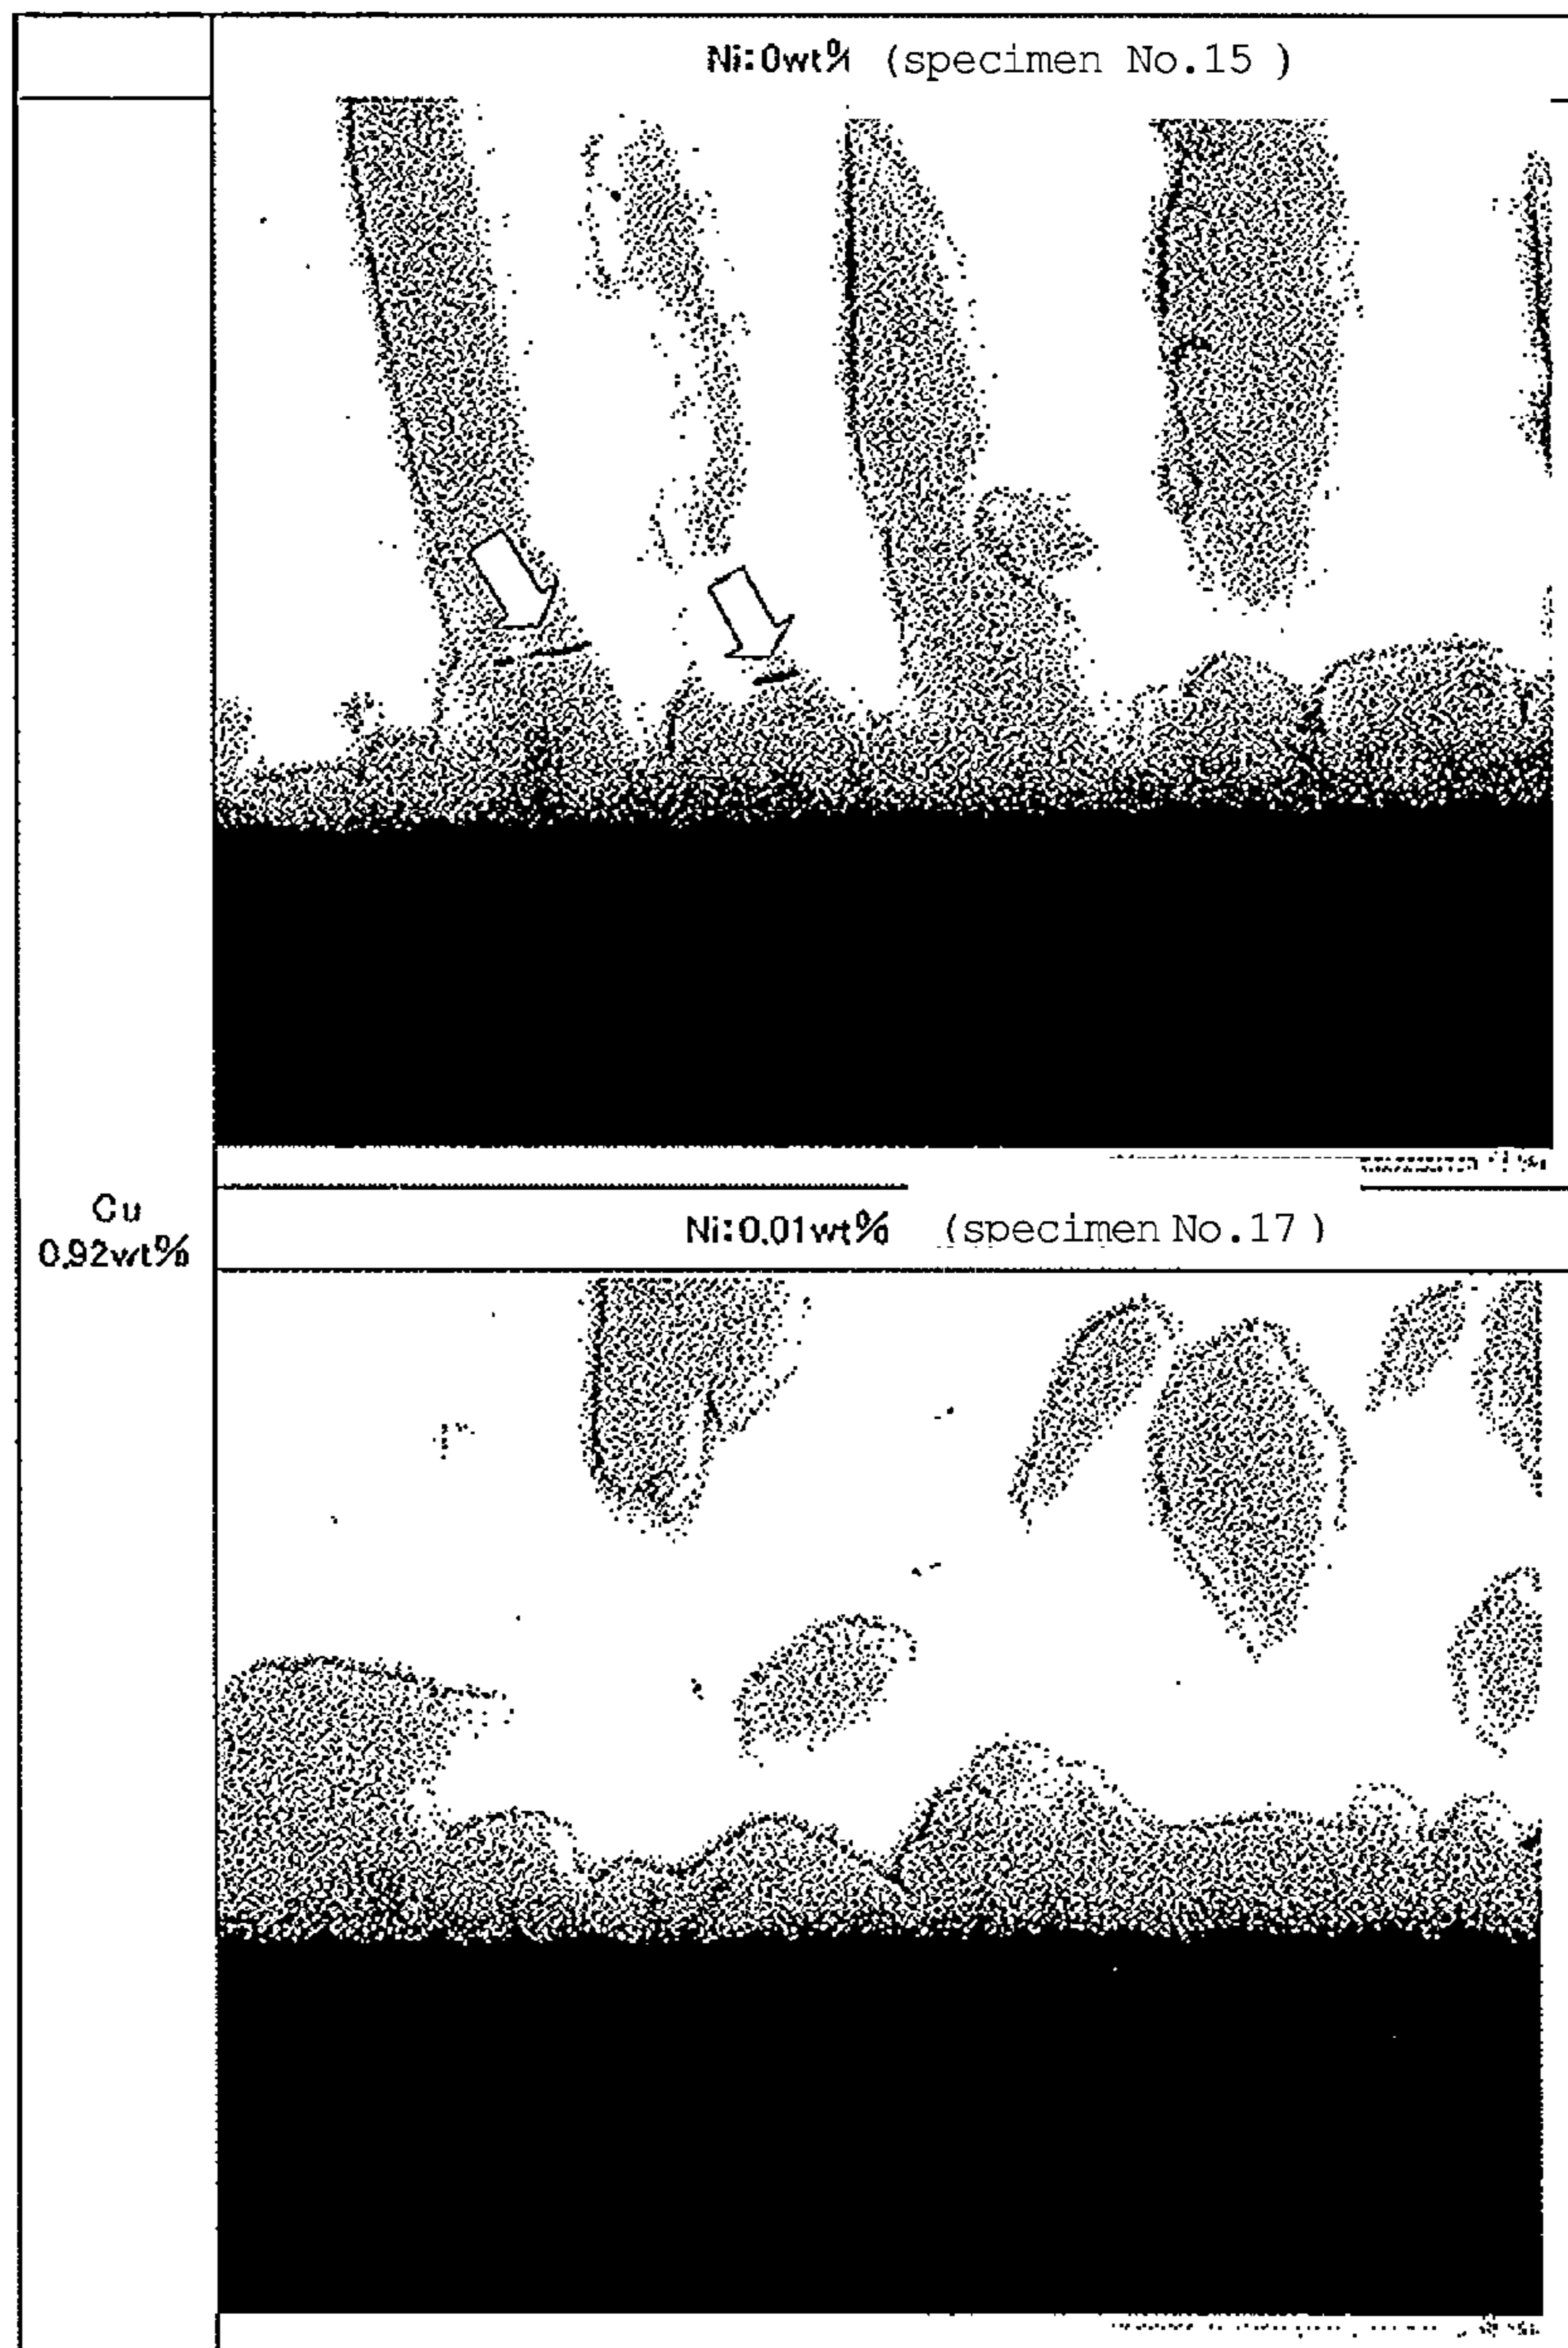 Ni:0wt% (specimen No.15 )
Cu
0.92wt%
Ni:0.01wt% (specimen No.17 )